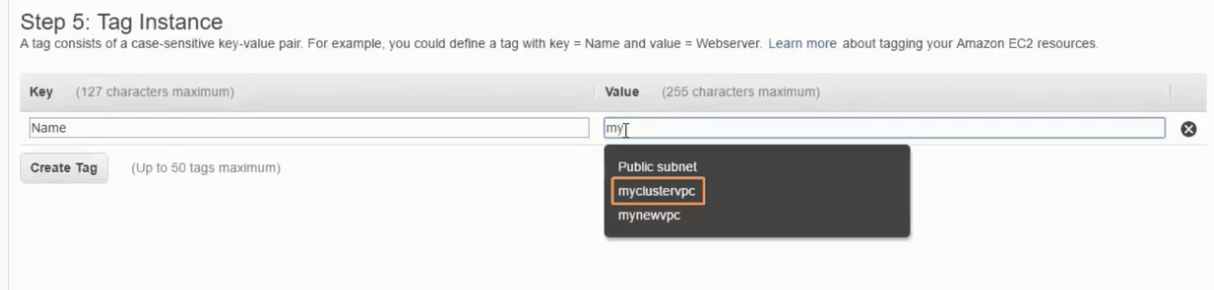 Step 5: Tag Instance
A tag consists of a case-sensitive key-value pair. For example, you could define a tag with key = Name and value = Webserver. Learn more about tagging your Amazon EC2 resources.
Key (127 characters maximum) Value (255 characters maximum)
Name my
Public subnet
Create Tag (Up to 50 tags maximum)
myclustervpc
mynewvpc